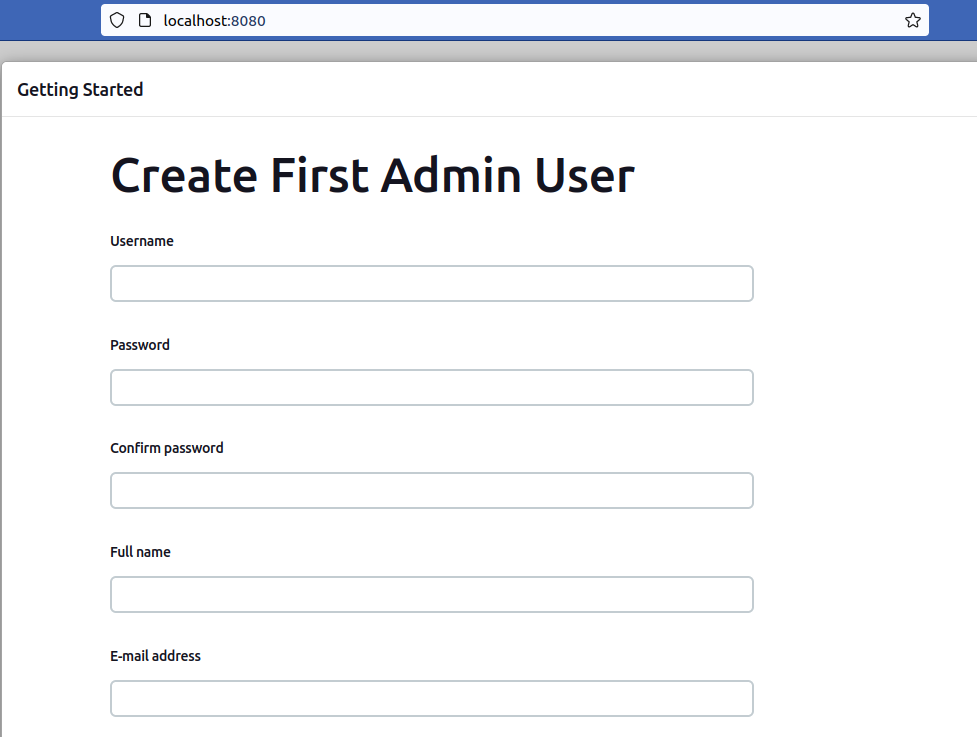 localhost:8080
Getting Started
Create First Admin User
Username
Password
Confirm password
Full name
E-mail address